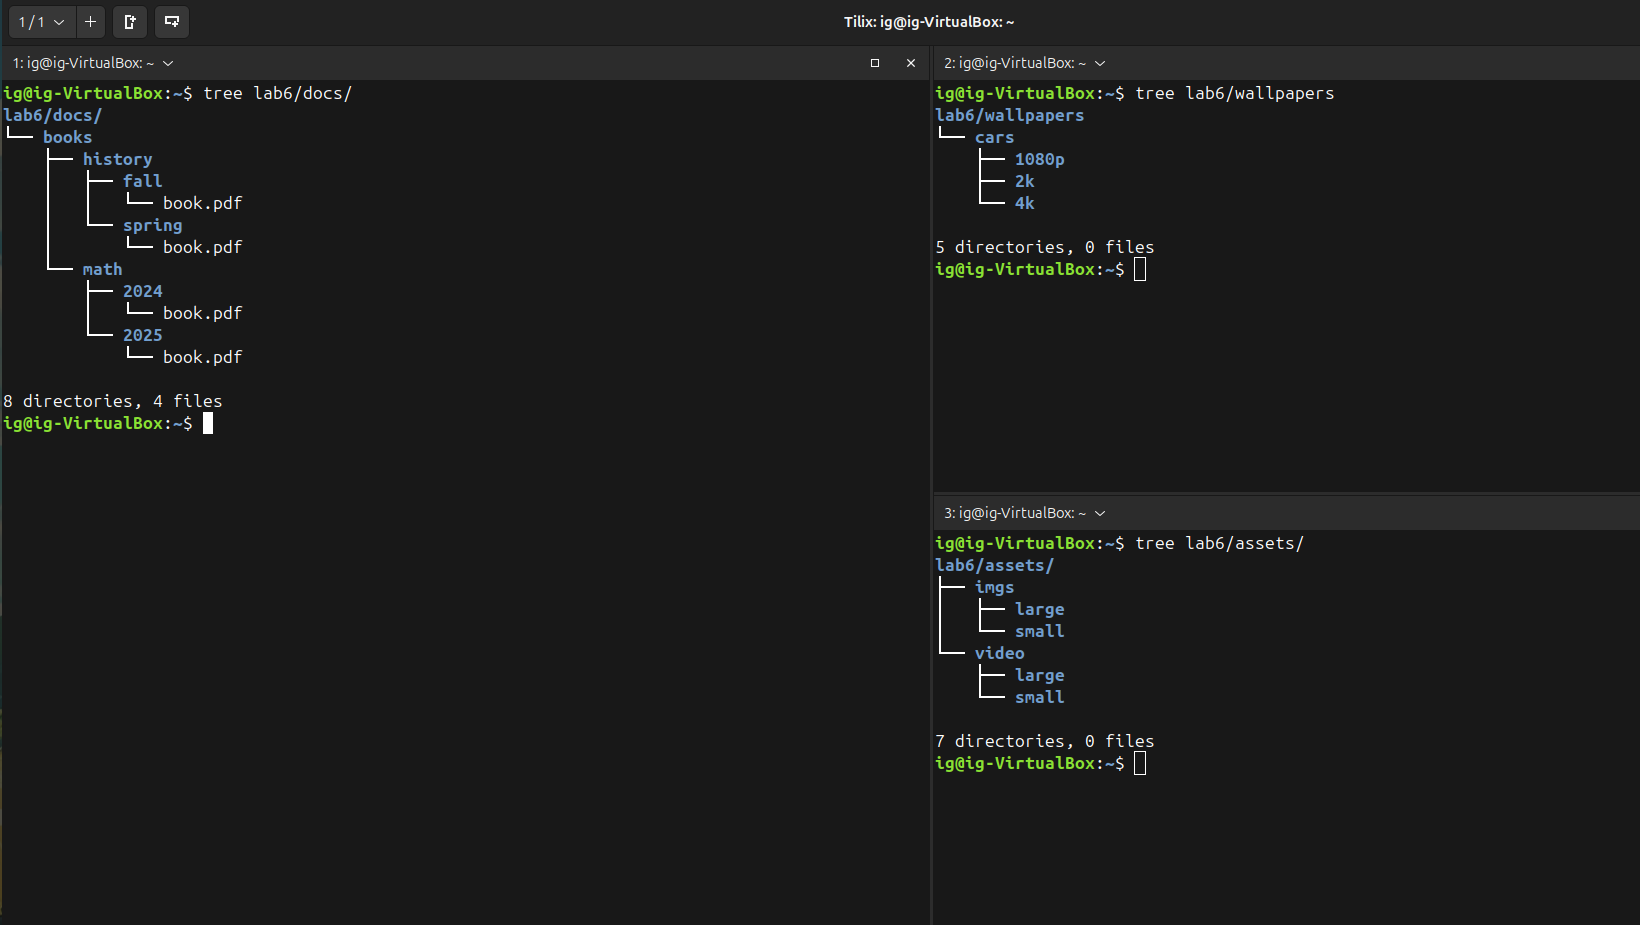 1 / 1
Tilix: ig@ig-VirtualBox: ~
1: ig@ig-VirtualBox: ~
ig@ig-VirtualBox:~$ tree lab6/docs/
lab6/docs/
└── books
    ├── history
    │   ├── fall
    │   │   └── book.pdf
    │   └── spring
    │       └── book.pdf
    └── math
        ├── 2024
        │   └── book.pdf
        └── 2025
            └── book.pdf
8 directories, 4 files
ig@ig-VirtualBox:~$
2: ig@ig-VirtualBox: ~
ig@ig-VirtualBox:~$ tree lab6/wallpapers
lab6/wallpapers
└── cars
    ├── 1080p
    ├── 2k
    └── 4k
5 directories, 0 files
ig@ig-VirtualBox:~$
3: ig@ig-VirtualBox: ~
ig@ig-VirtualBox:~$ tree lab6/assets/
lab6/assets/
├── imgs
│   ├── large
│   └── small
└── video
    ├── large
    └── small
7 directories, 0 files
ig@ig-VirtualBox:~$